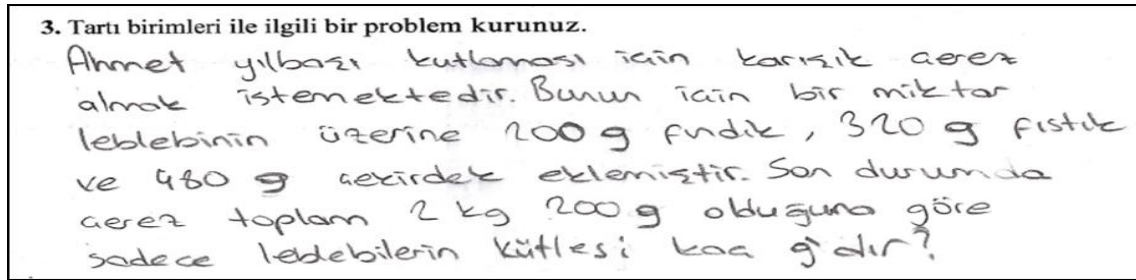 3. Tartı birimleri ile ilgili bir problem kurunuz.
Ahmet yılbaşı kutlaması için karışık çerez
almak istemektedir. Bunun için bir miktar
leblebinin üzerine 200 g fındık, 320 g fıstık
ve 480 g çekirdek eklemiştir. Son durumda
çerez toplam 2 kg 200 g olduğuna göre
sadece leblebilerin kütlesi kaç g'dır?